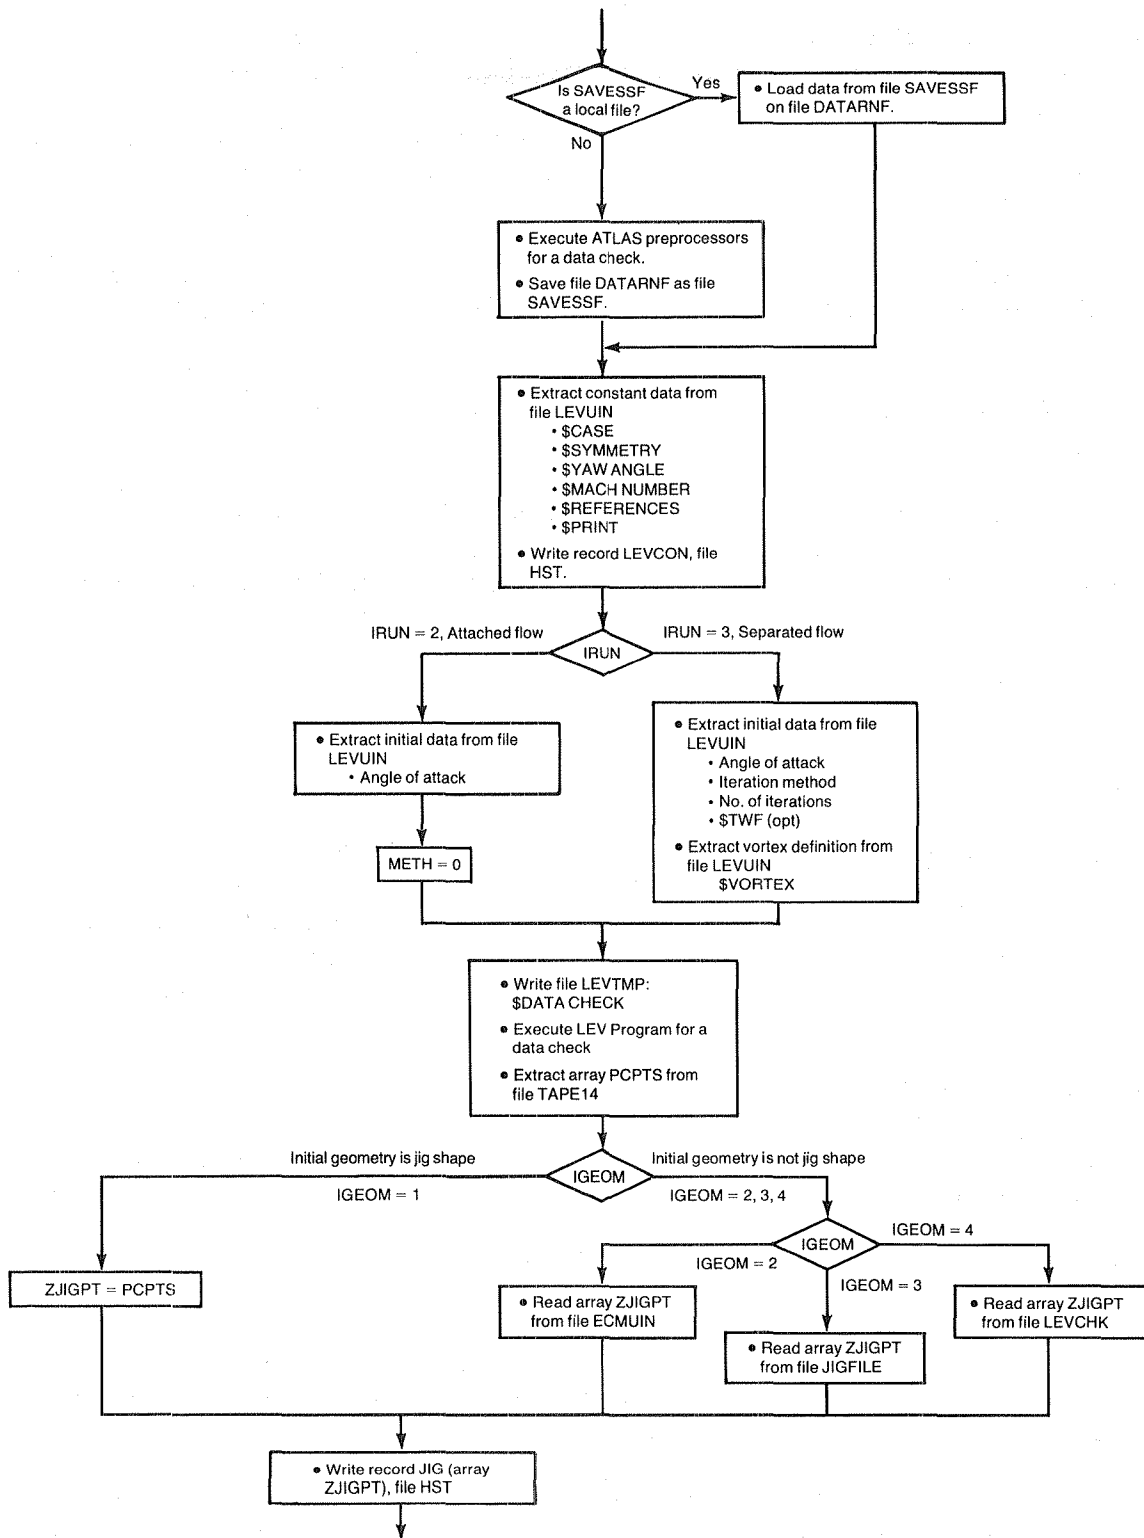 Is SAVESSF
a local file?
Yes
No
• Load data from file SAVESSF
on file DATARNF.
• Execute ATLAS preprocessors
for a data check.
• Save file DATARNF as file
SAVESSF.
• Extract constant data from
file LEVUIN
• $CASE
• $SYMMETRY
• $YAW ANGLE
• $MACH NUMBER
• $REFERENCES
• $PRINT
• Write record LEVCON, file
HST.
IRUN = 2, Attached flow
IRUN
IRUN = 3, Separated flow
• Extract initial data from file
LEVUIN
• Angle of attack
METH = 0
• Extract initial data from file
LEVUIN
• Angle of attack
• Iteration method
• No. of iterations
• $TWF (opt)
• Extract vortex definition from
file LEVUIN
$VORTEX
• Write file LEVTMP:
$DATA CHECK
• Execute LEV Program for a
data check
• Extract array PCPTS from
file TAPE14
Initial geometry is jig shape
IGEOM = 1
IGEOM
Initial geometry is not jig shape
IGEOM = 2, 3, 4
IGEOM
IGEOM = 2
IGEOM = 3
IGEOM = 4
ZJIGPT = PCPTS
• Read array ZJIGPT
from file ECMUIN
• Read array ZJIGPT
from file JIGFILE
• Read array ZJIGPT
from file LEVCHK
• Write record JIG (array
ZJIGPT), file HST